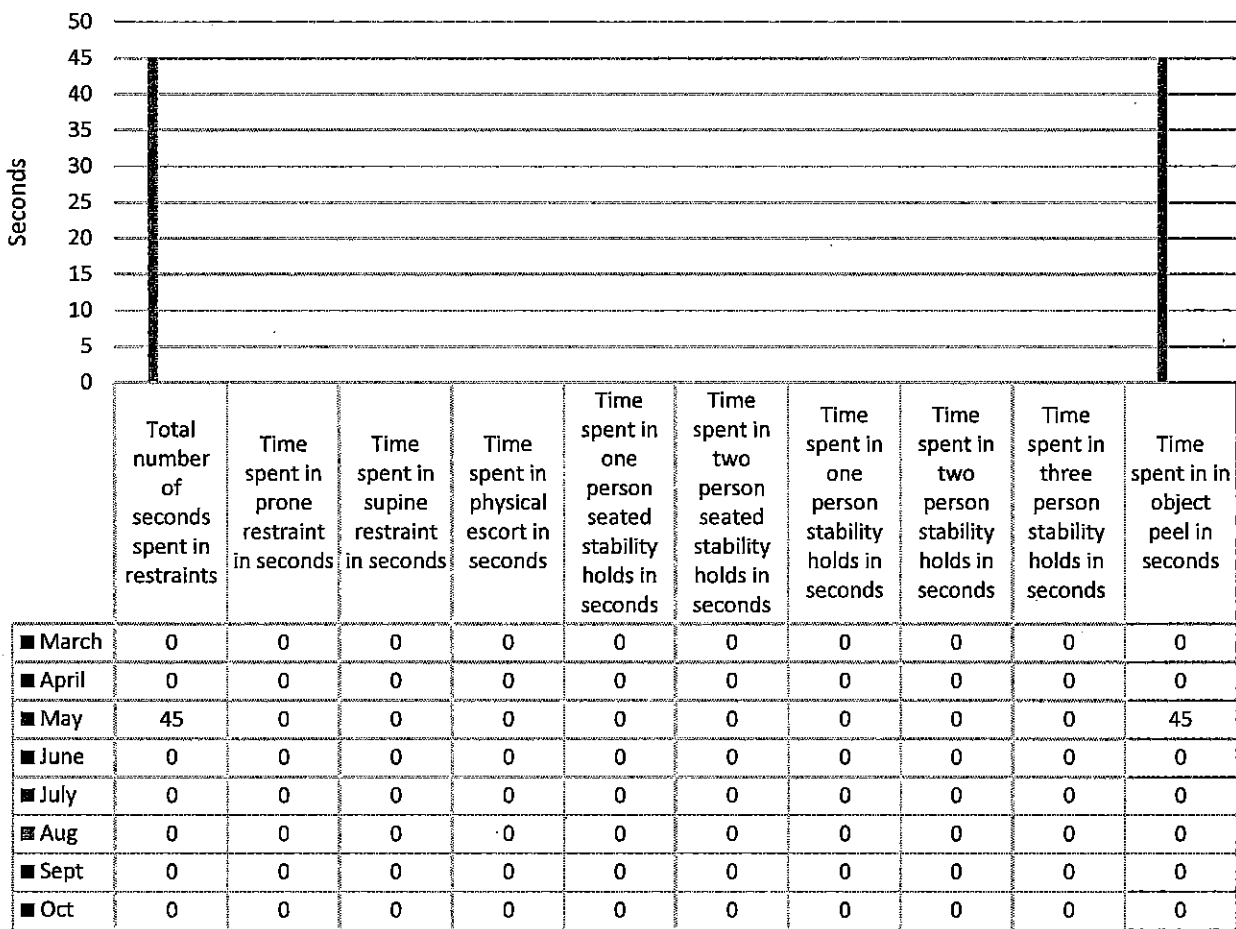 50
45
40
35
30
25
20
15
10
5
0
Seconds
Total number of seconds spent in restraints
Time spent in prone restraint in seconds
Time spent in supine restraint in seconds
Time spent in physical escort in seconds
Time spent in one person seated stability holds in seconds
Time spent in two person seated stability holds in seconds
Time spent in one person stability holds in seconds
Time spent in two person stability holds in seconds
Time spent in three person stability holds in seconds
Time spent in in object peel in seconds
March 0 0 0 0 0 0 0 0 0 0
April 0 0 0 0 0 0 0 0 0 0
May 45 0 0 0 0 0 0 0 0 45
June 0 0 0 0 0 0 0 0 0 0
July 0 0 0 0 0 0 0 0 0 0
Aug 0 0 0 0 0 0 0 0 0 0
Sept 0 0 0 0 0 0 0 0 0 0
Oct 0 0 0 0 0 0 0 0 0 0